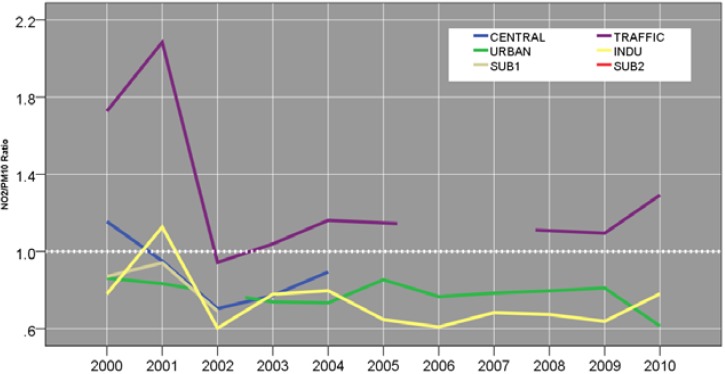 2.2
CENTRAL TRAFFIC
URBAN INDU
SUB1 SUB2
1.8
1.4
NO2/PM10 Ratio
1.0
.6
2000 2001 2002 2003 2004 2005 2006 2007 2008 2009 2010